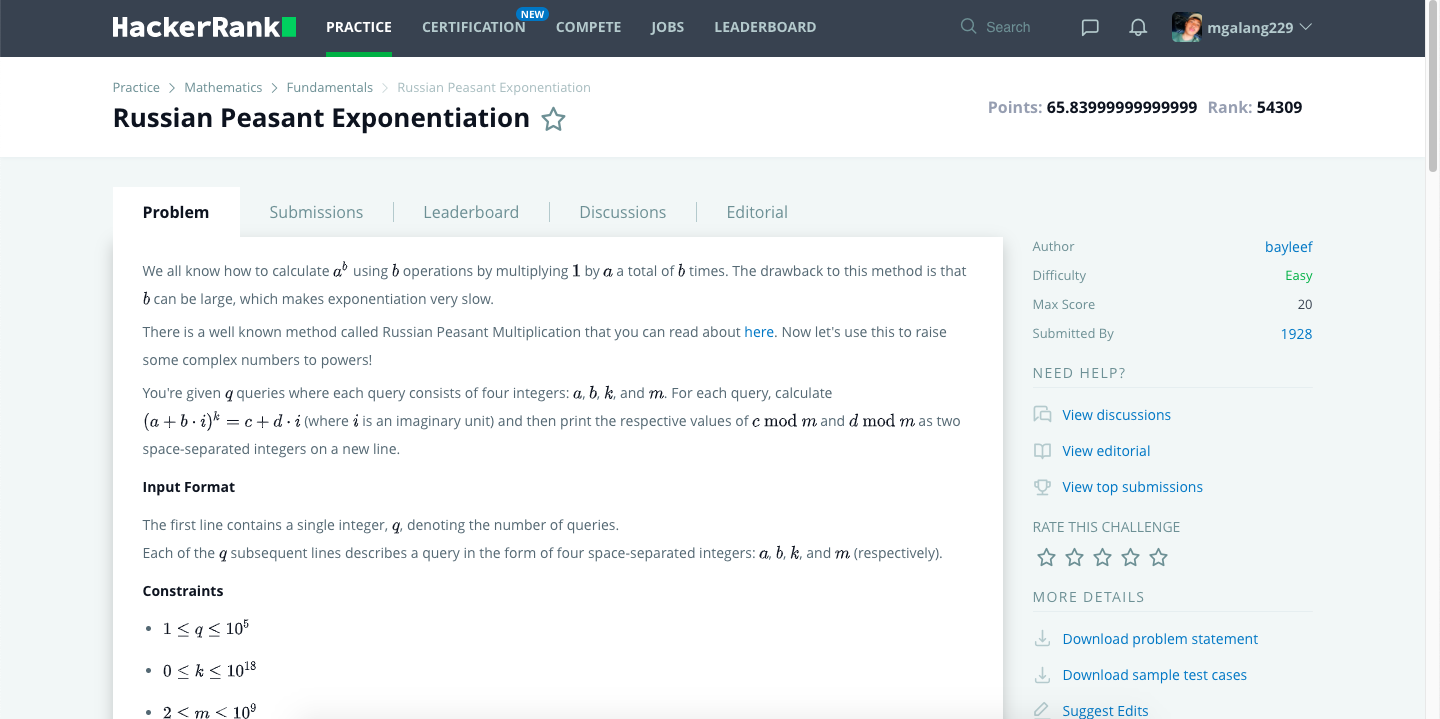 HackerRank PRACTICE CERTIFICATION NEW COMPETE JOBS LEADERBOARD Search mgalang229
Practice > Mathematics > Fundamentals > Russian Peasant Exponentiation
Russian Peasant Exponentiation
Points: 65.83999999999999 Rank: 54309
Problem Submissions Leaderboard Discussions Editorial
We all know how to calculate a^b using b operations by multiplying 1 by a a total of b times. The drawback to this method is that
b can be large, which makes exponentiation very slow.
There is a well known method called Russian Peasant Multiplication that you can read about here. Now let's use this to raise
some complex numbers to powers!
You're given q queries where each query consists of four integers: a, b, k, and m. For each query, calculate
(a + b · i)^k = c + d · i (where i is an imaginary unit) and then print the respective values of c mod m and d mod m as two
space-separated integers on a new line.
Input Format
The first line contains a single integer, q, denoting the number of queries.
Each of the q subsequent lines describes a query in the form of four space-separated integers: a, b, k, and m (respectively).
Constraints
• 1 ≤ q ≤ 10^5
• 0 ≤ k ≤ 10^18
• 2 ≤ m ≤ 10^9
Author bayleef
Difficulty Easy
Max Score 20
Submitted By 1928
NEED HELP?
View discussions
View editorial
View top submissions
RATE THIS CHALLENGE
MORE DETAILS
Download problem statement
Download sample test cases
Suggest Edits